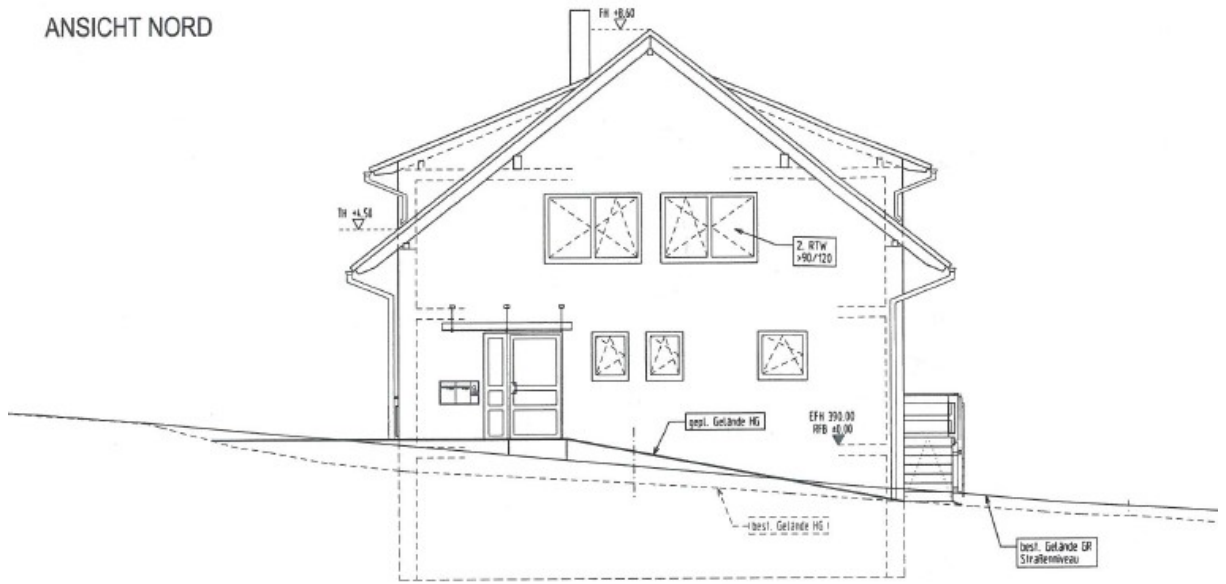 ANSICHT NORD
FH +8.60
TH +4.50
2. RTW
>90/120
gepl. Gelände HG
EFH 390.00
RFB ±0.00
best. Gelände HG
best. Gelände GR
Straßenniveau